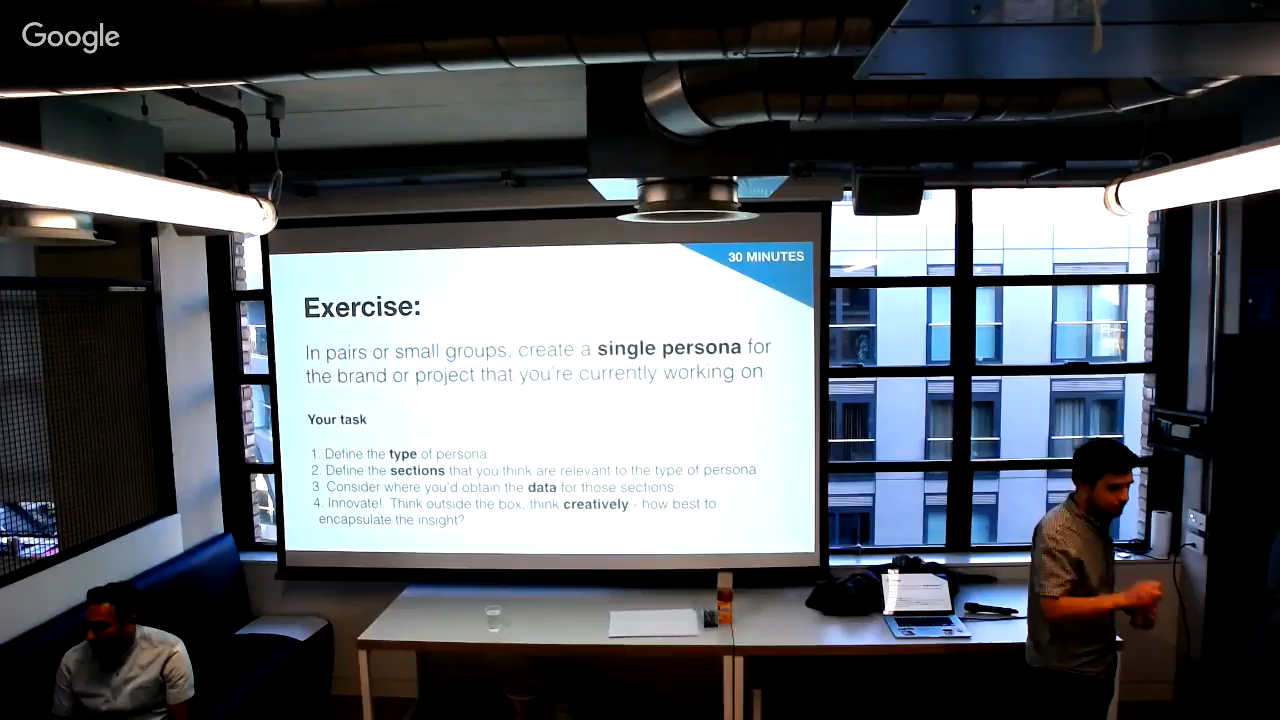 Google
30 MINUTES
Exercise:
In pairs or small groups, create a single persona for
the brand or project that you're currently working on
Your task
1. Define the type of persona
2. Define the sections that you think are relevant to the type of persona
3 Consider where you'd obtain the data for those sections
4. Innovate! Think outside the box, think creatively - how best to
encapsulate the insight?